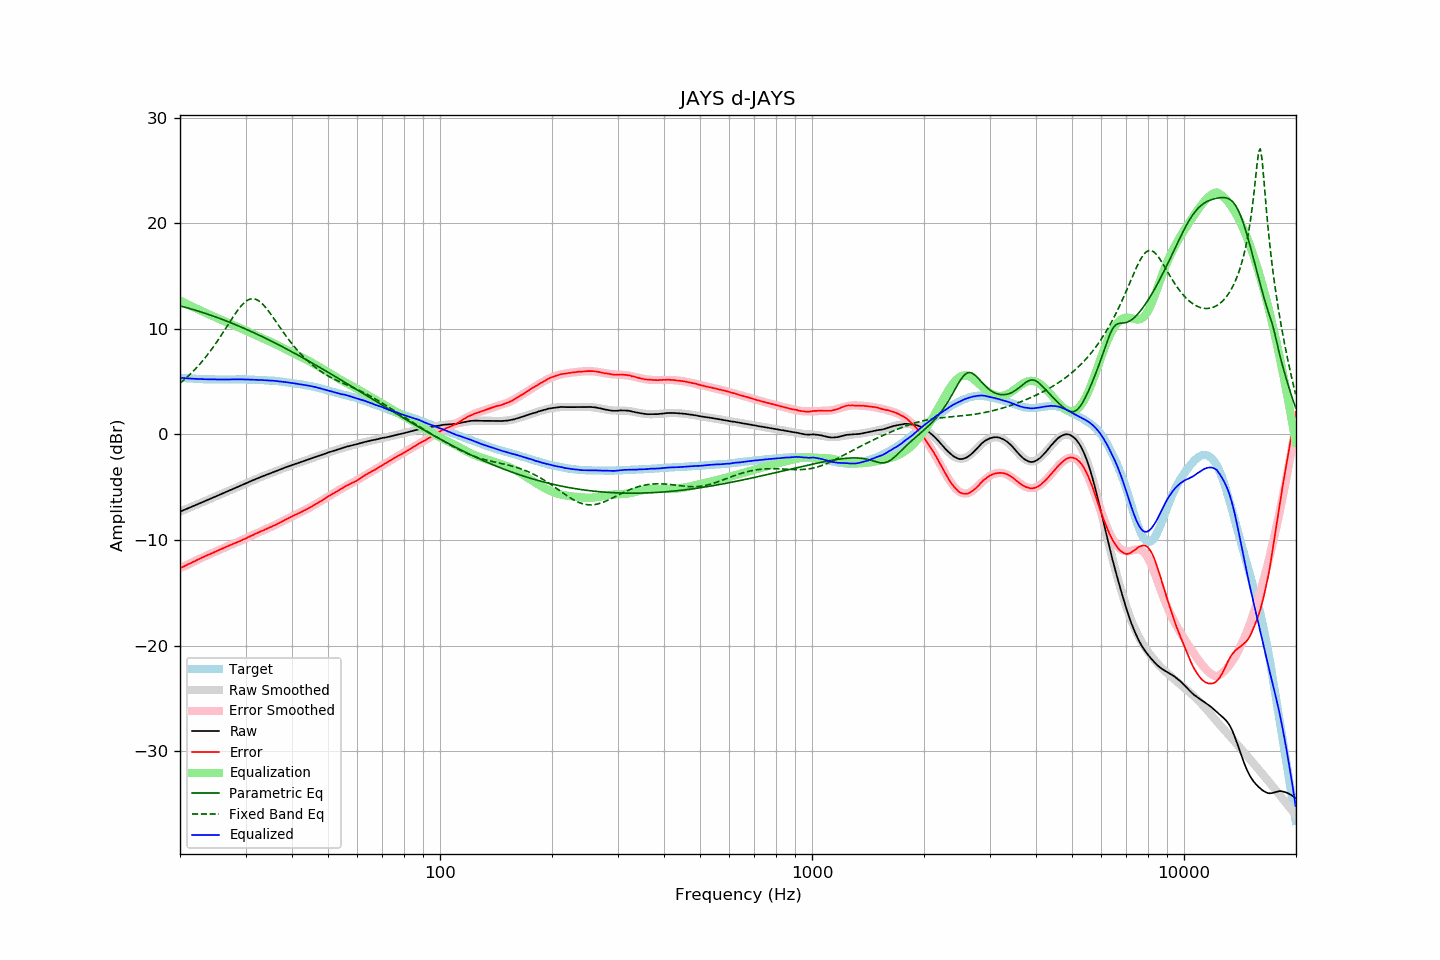 JAYS d-JAYS
30
20
10
0
−10
−20
−30
Amplitude (dBr)
Target
Raw Smoothed
Error Smoothed
Raw
Error
Equalization
Parametric Eq
Fixed Band Eq
Equalized
100
1000
10000
Frequency (Hz)